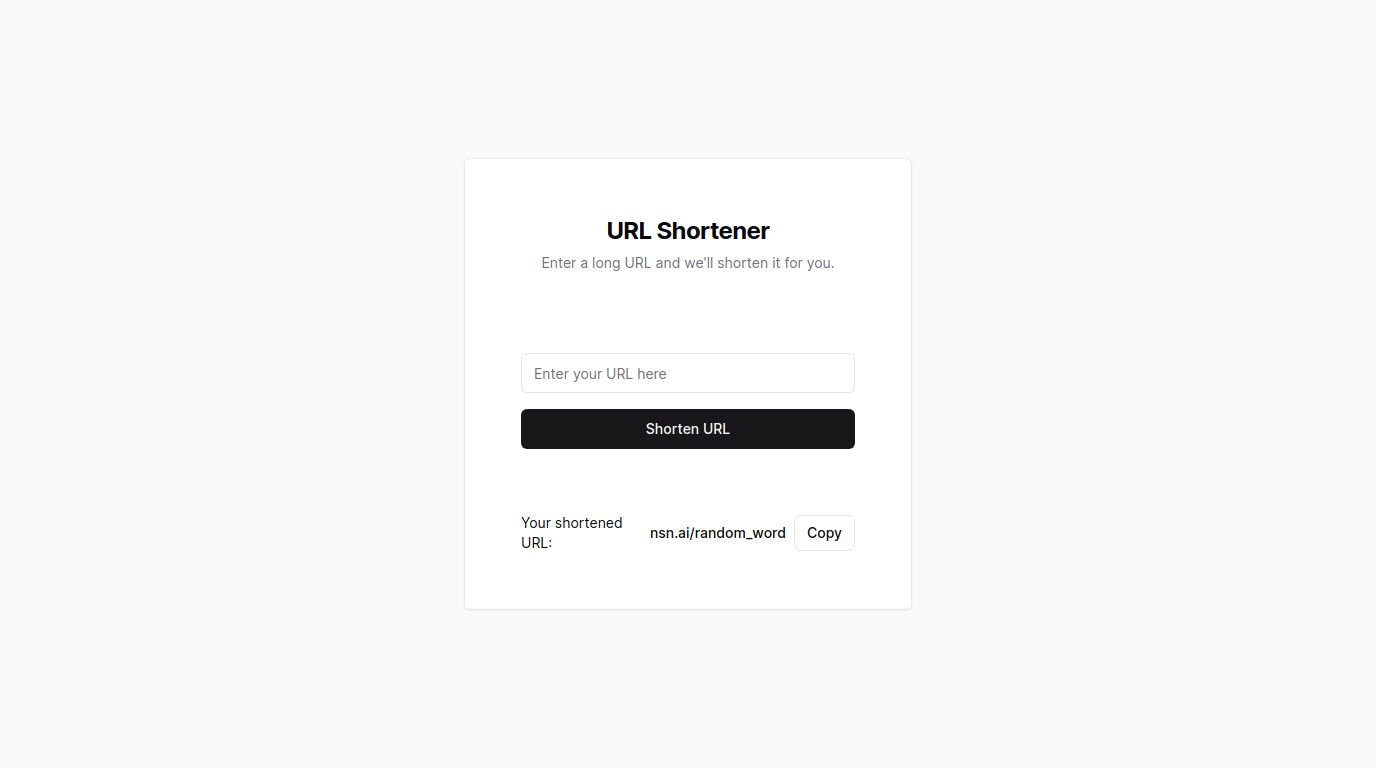 URL Shortener
Enter a long URL and we'll shorten it for you.
Enter your URL here
Shorten URL
Your shortened
URL:
nsn.ai/random_word
Copy